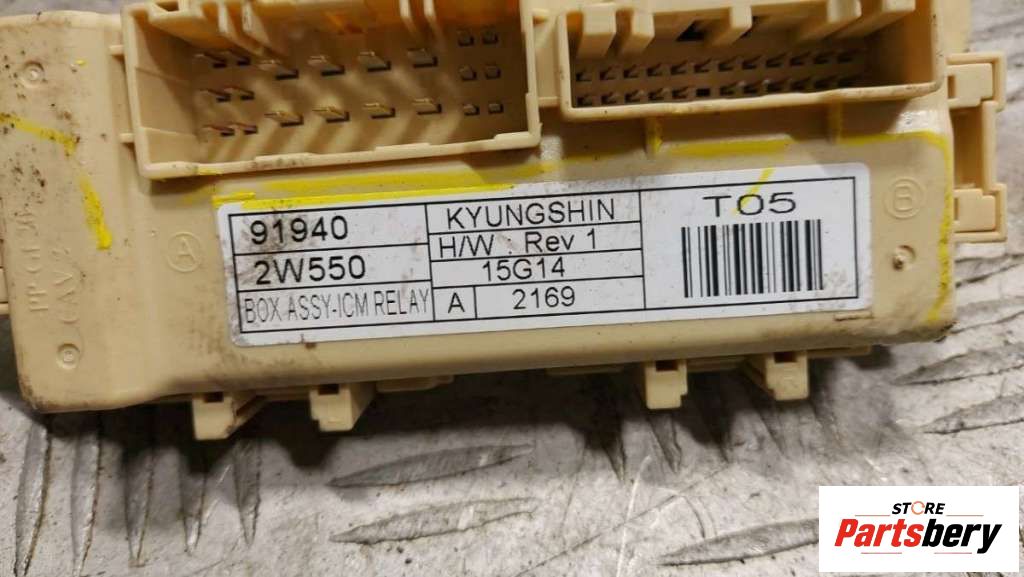 91940
2W550
BOX ASSY-ICM RELAY
KYUNGSHIN
H/W . Rev 1
15G14
A 2169
T05
A
B
STORE
Partsbery